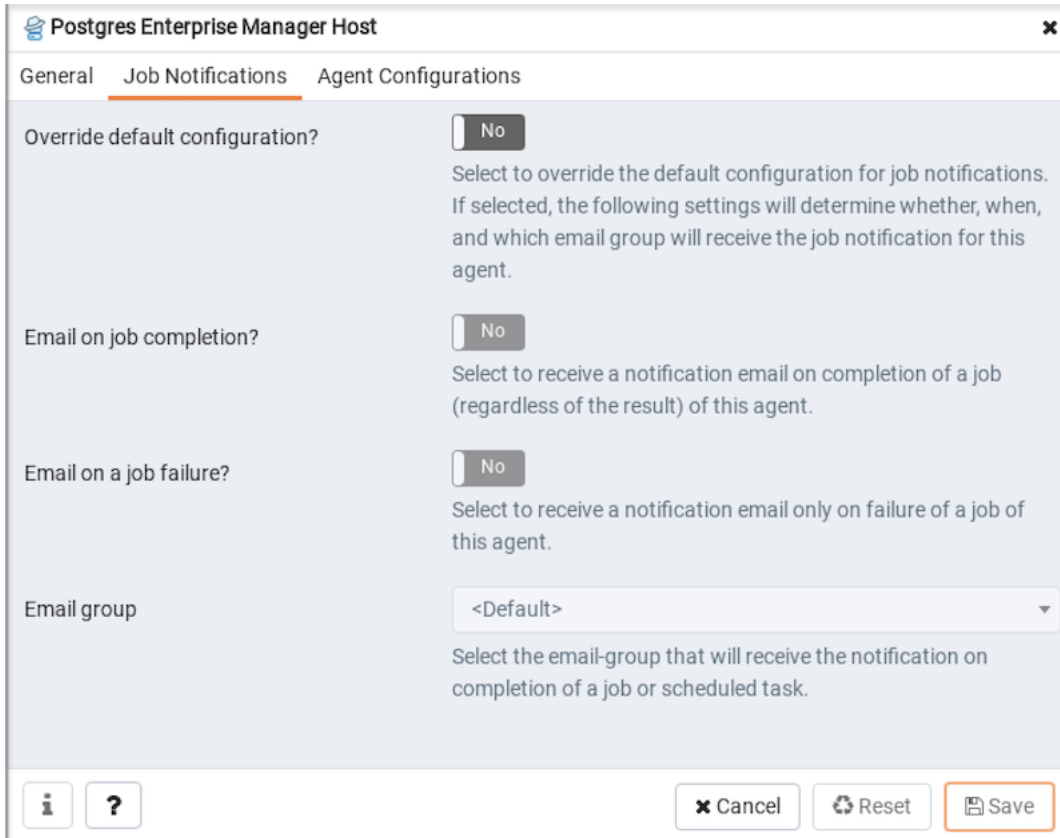 Postgres Enterprise Manager Host
General Job Notifications Agent Configurations
Override default configuration?
No
Select to override the default configuration for job notifications.
If selected, the following settings will determine whether, when,
and which email group will receive the job notification for this
agent.
Email on job completion?
No
Select to receive a notification email on completion of a job
(regardless of the result) of this agent.
Email on a job failure?
No
Select to receive a notification email only on failure of a job of
this agent.
Email group
<Default>
Select the email-group that will receive the notification on
completion of a job or scheduled task.
i ? Cancel Reset Save